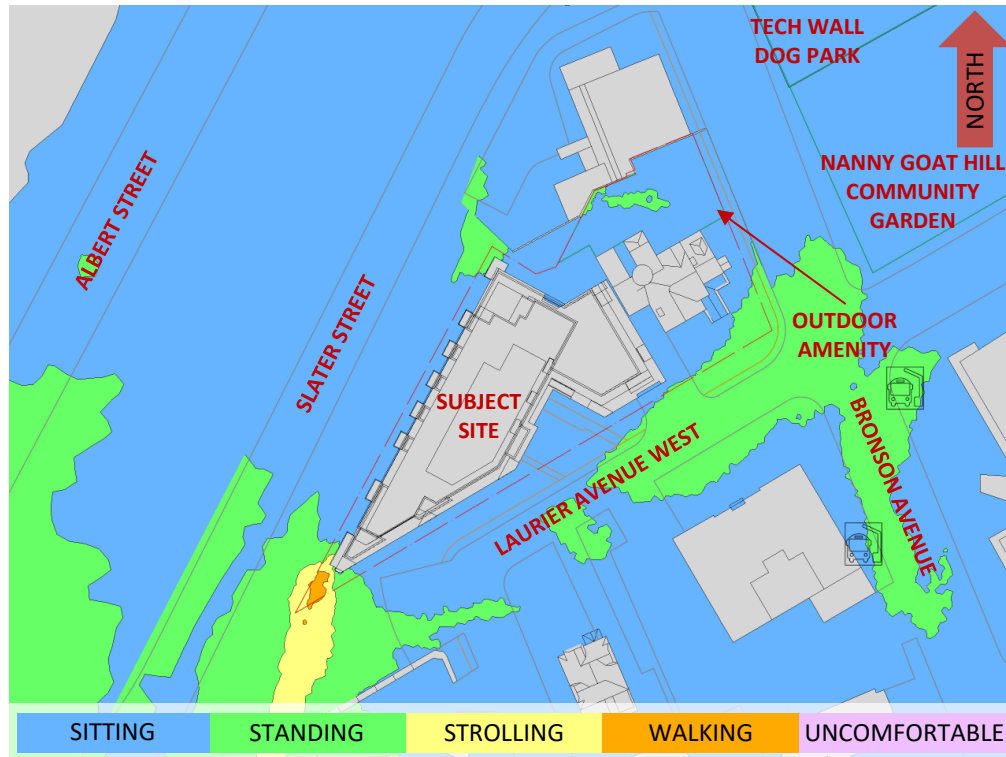 TECH WALL
DOG PARK
NORTH
NANNY GOAT HILL
COMMUNITY
GARDEN
ALBERT STREET
SLATER STREET
OUTDOOR
AMENITY
SUBJECT
SITE
LAURIER AVENUE WEST
BRONSON AVENUE
SITTING
STANDING
STROLLING
WALKING
UNCOMFORTABLE